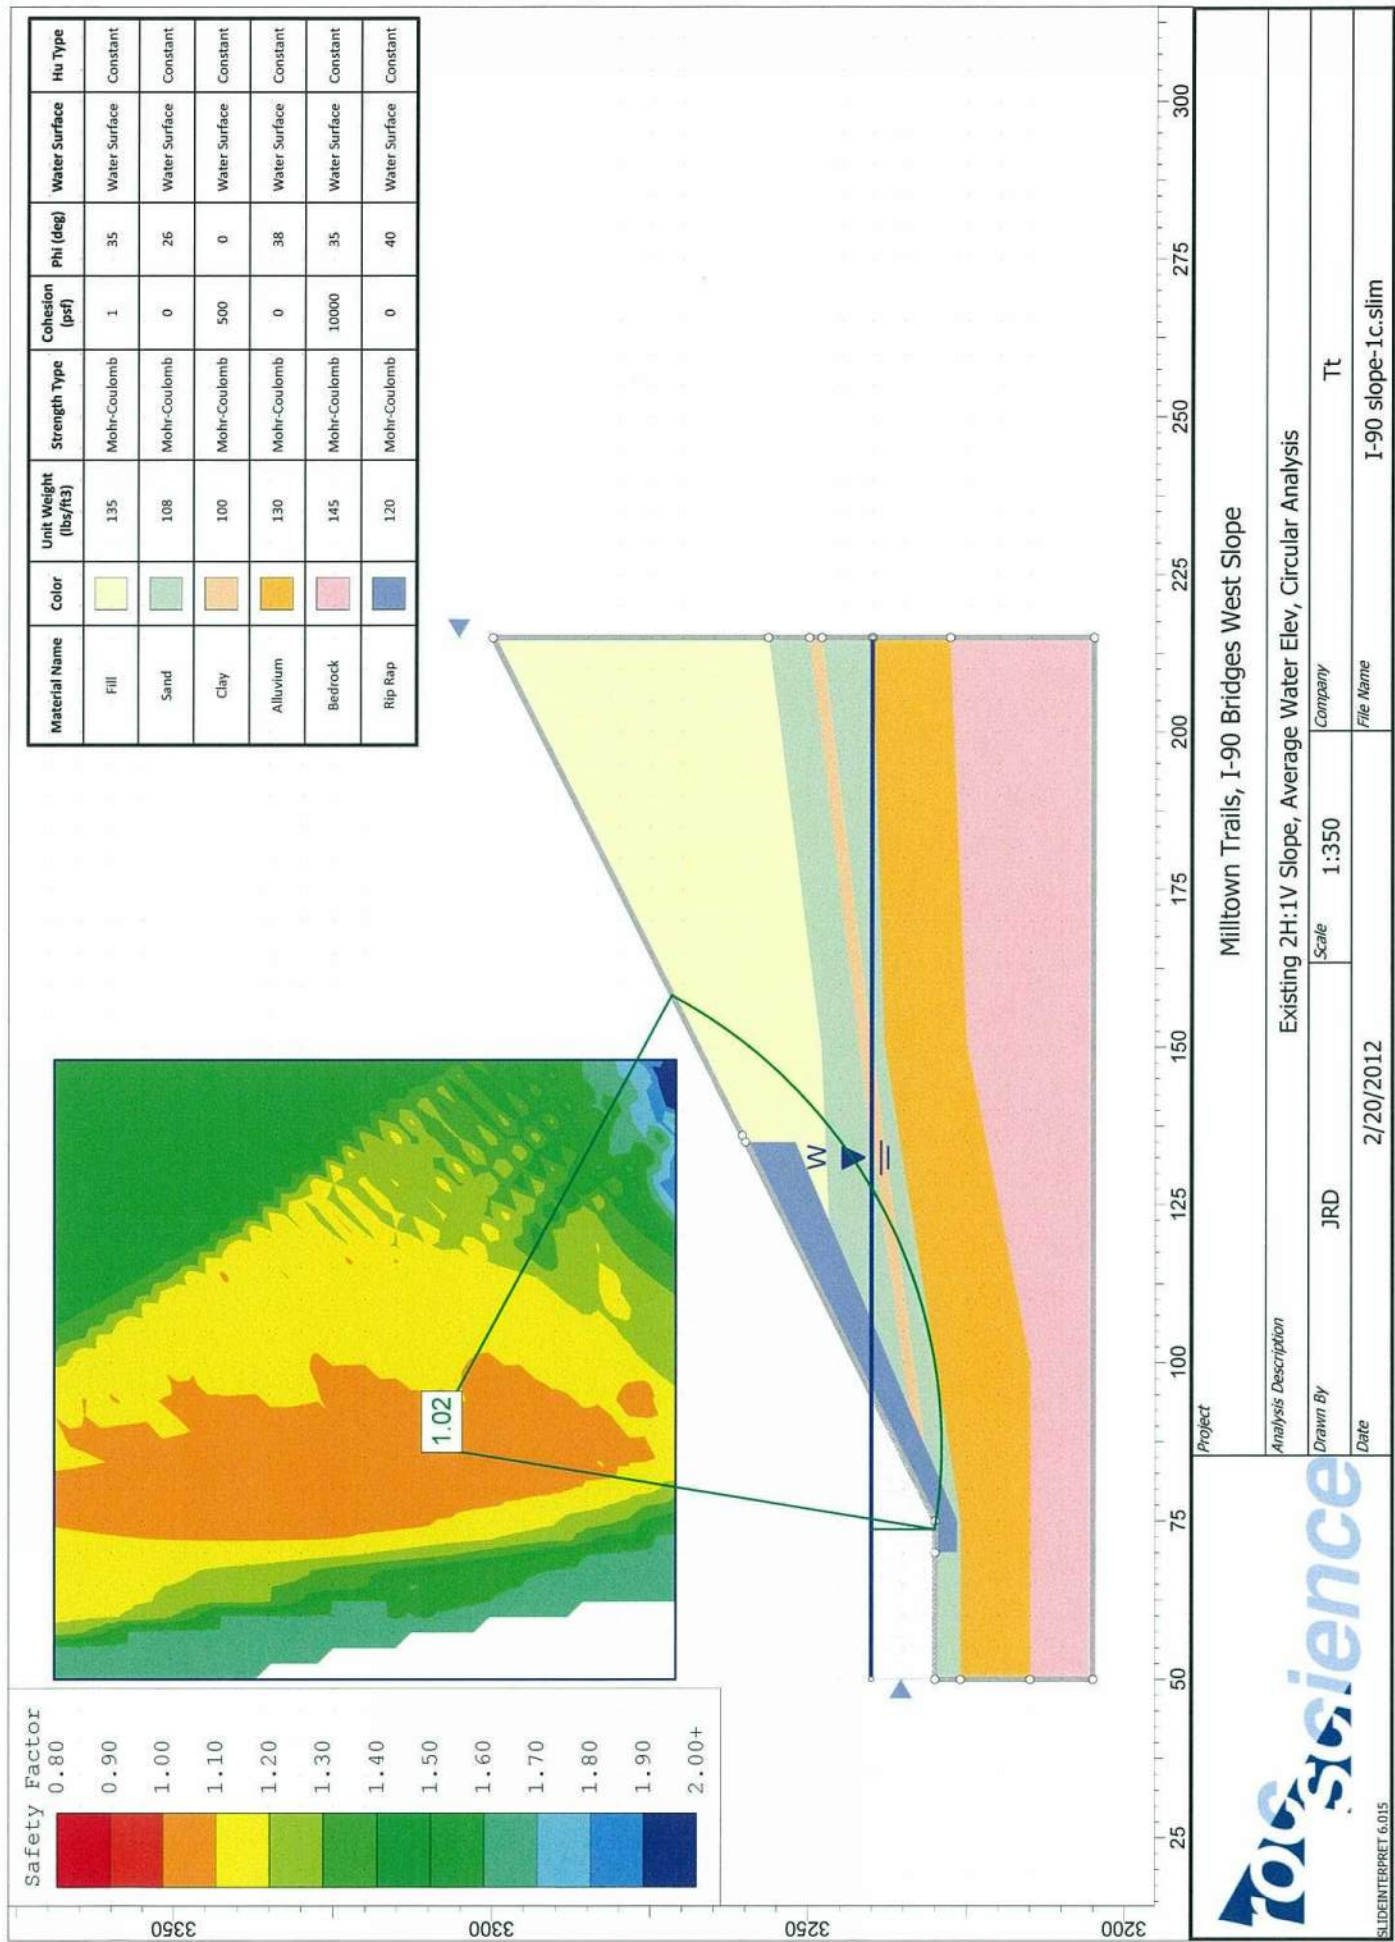 Safety Factor
0.80
0.90
1.00
1.10
1.20
1.30
1.40
1.50
1.60
1.70
1.80
1.90
2.00+
Material Name Color Unit Weight (lbs/ft3) Strength Type Cohesion (psf) Phi (deg) Water Surface Hu Type
Fill 135 Mohr-Coulomb 1 35 Water Surface Constant
Sand 108 Mohr-Coulomb 0 26 Water Surface Constant
Clay 100 Mohr-Coulomb 500 0 Water Surface Constant
Alluvium 130 Mohr-Coulomb 0 38 Water Surface Constant
Bedrock 145 Mohr-Coulomb 10000 35 Water Surface Constant
Rip Rap 120 Mohr-Coulomb 0 40 Water Surface Constant
1.02
W
3350
3300
3250
3200
25 50 75 100 125 150 175 200 225 250 275 300
rocscience
SLIDEINTERPRET 6.015
Project
Milltown Trails, I-90 Bridges West Slope
Analysis Description
Existing 2H:1V Slope, Average Water Elev, Circular Analysis
Drawn By JRD Scale 1:350 Company Tt
Date 2/20/2012 File Name I-90 slope-1c.slim